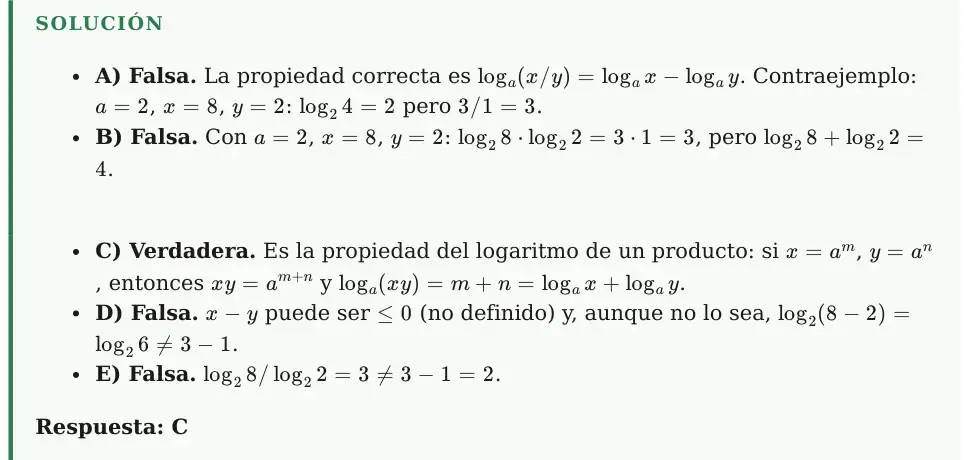 SOLUCIÓN
• A) Falsa. La propiedad correcta es logₐ(x/y) = logₐ x − logₐ y. Contraejemplo:
a = 2, x = 8, y = 2: log₂ 4 = 2 pero 3/1 = 3.
• B) Falsa. Con a = 2, x = 8, y = 2: log₂ 8 · log₂ 2 = 3 · 1 = 3, pero log₂ 8 + log₂ 2 =
4.
• C) Verdadera. Es la propiedad del logaritmo de un producto: si x = aᵐ, y = aⁿ
, entonces xy = aᵐ⁺ⁿ y logₐ(xy) = m + n = logₐ x + logₐ y.
• D) Falsa. x − y puede ser ≤ 0 (no definido) y, aunque no lo sea, log₂(8 − 2) =
log₂ 6 ≠ 3 − 1.
• E) Falsa. log₂ 8/ log₂ 2 = 3 ≠ 3 − 1 = 2.
Respuesta: C